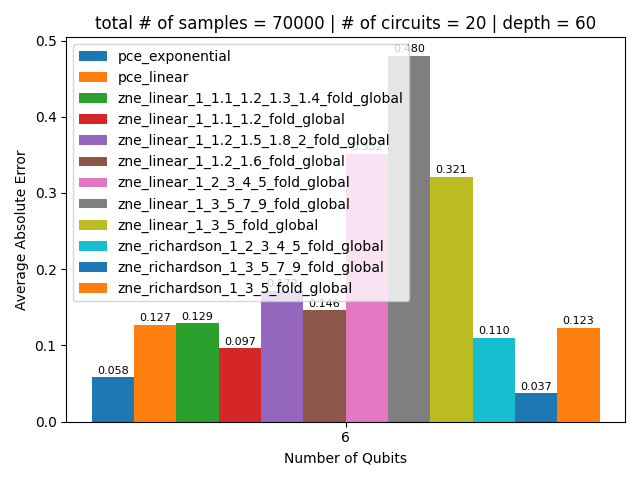 total # of samples = 70000 | # of circuits = 20 | depth = 60
Average Absolute Error
0.5
0.4
0.3
0.2
0.1
0.0
pce_exponential
pce_linear
zne_linear_1_1.1_1.2_1.3_1.4_fold_global
zne_linear_1_1.1_1.2_fold_global
zne_linear_1_1.2_1.5_1.8_2_fold_global
zne_linear_1_1.2_1.6_fold_global
zne_linear_1_2_3_4_5_fold_global
zne_linear_1_3_5_7_9_fold_global
zne_linear_1_3_5_fold_global
zne_richardson_1_2_3_4_5_fold_global
zne_richardson_1_3_5_7_9_fold_global
zne_richardson_1_3_5_fold_global
0.058
0.127
0.129
0.097
0.146
0.480
0.321
0.110
0.037
0.123
6
Number of Qubits